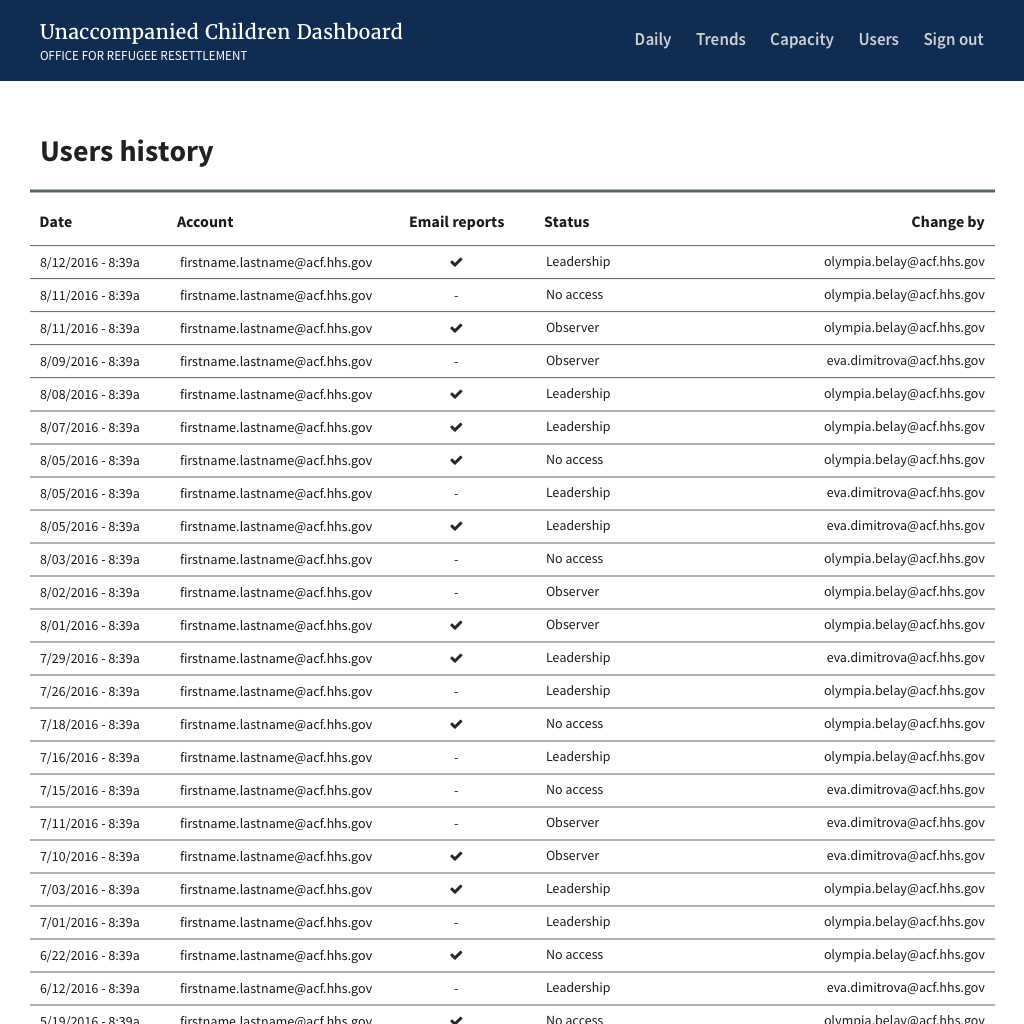 Unaccompanied Children Dashboard
OFFICE FOR REFUGEE RESETTLEMENT
Daily Trends Capacity Users Sign out
Users history
Date Account Email reports Status Change by
8/12/2016 - 8:39a firstname.lastname@acf.hhs.gov ✔ Leadership olympia.belay@acf.hhs.gov
8/11/2016 - 8:39a firstname.lastname@acf.hhs.gov - No access olympia.belay@acf.hhs.gov
8/11/2016 - 8:39a firstname.lastname@acf.hhs.gov ✔ Observer olympia.belay@acf.hhs.gov
8/09/2016 - 8:39a firstname.lastname@acf.hhs.gov - Observer eva.dimitrova@acf.hhs.gov
8/08/2016 - 8:39a firstname.lastname@acf.hhs.gov ✔ Leadership olympia.belay@acf.hhs.gov
8/07/2016 - 8:39a firstname.lastname@acf.hhs.gov ✔ Leadership olympia.belay@acf.hhs.gov
8/05/2016 - 8:39a firstname.lastname@acf.hhs.gov ✔ No access olympia.belay@acf.hhs.gov
8/05/2016 - 8:39a firstname.lastname@acf.hhs.gov - Leadership eva.dimitrova@acf.hhs.gov
8/05/2016 - 8:39a firstname.lastname@acf.hhs.gov ✔ Leadership eva.dimitrova@acf.hhs.gov
8/03/2016 - 8:39a firstname.lastname@acf.hhs.gov - No access olympia.belay@acf.hhs.gov
8/02/2016 - 8:39a firstname.lastname@acf.hhs.gov - Observer olympia.belay@acf.hhs.gov
8/01/2016 - 8:39a firstname.lastname@acf.hhs.gov ✔ Observer olympia.belay@acf.hhs.gov
7/29/2016 - 8:39a firstname.lastname@acf.hhs.gov ✔ Leadership eva.dimitrova@acf.hhs.gov
7/26/2016 - 8:39a firstname.lastname@acf.hhs.gov - Leadership olympia.belay@acf.hhs.gov
7/18/2016 - 8:39a firstname.lastname@acf.hhs.gov ✔ No access olympia.belay@acf.hhs.gov
7/16/2016 - 8:39a firstname.lastname@acf.hhs.gov - Leadership olympia.belay@acf.hhs.gov
7/15/2016 - 8:39a firstname.lastname@acf.hhs.gov - No access eva.dimitrova@acf.hhs.gov
7/11/2016 - 8:39a firstname.lastname@acf.hhs.gov - Observer eva.dimitrova@acf.hhs.gov
7/10/2016 - 8:39a firstname.lastname@acf.hhs.gov ✔ Observer eva.dimitrova@acf.hhs.gov
7/03/2016 - 8:39a firstname.lastname@acf.hhs.gov ✔ Leadership olympia.belay@acf.hhs.gov
7/01/2016 - 8:39a firstname.lastname@acf.hhs.gov - Leadership olympia.belay@acf.hhs.gov
6/22/2016 - 8:39a firstname.lastname@acf.hhs.gov ✔ No access olympia.belay@acf.hhs.gov
6/12/2016 - 8:39a firstname.lastname@acf.hhs.gov - Leadership eva.dimitrova@acf.hhs.gov
5/19/2016 - 8:39a firstname.lastname@acf.hhs.gov ✔ No access olympia.belay@acf.hhs.gov